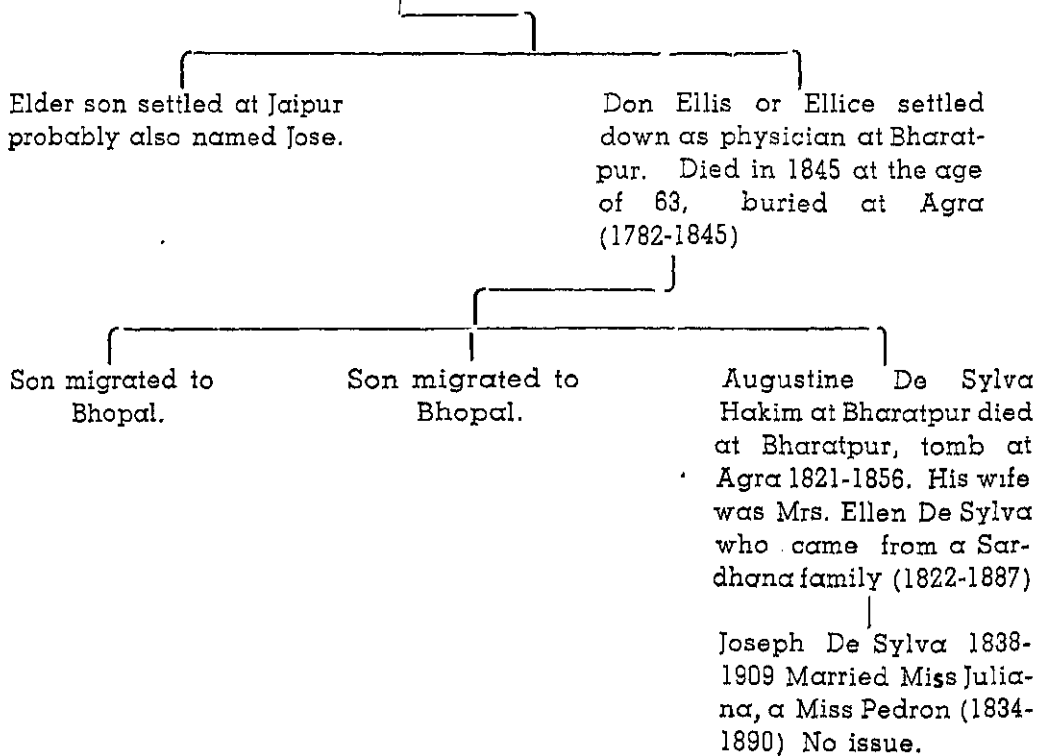 Elder son settled at Jaipur
probably also named Jose.
Don Ellis or Ellice settled
down as physician at Bharat-
pur. Died in 1845 at the age
of 63, buried at Agra
(1782-1845)
Son migrated to
Bhopal.
Son migrated to
Bhopal.
Augustine De Sylva
Hakim at Bharatpur died
at Bharatpur, tomb at
Agra 1821-1856. His wife
was Mrs. Ellen De Sylva
who came from a Sar-
dhana family (1822-1887)
Joseph De Sylva 1838-
1909 Married Miss Julia-
na, a Miss Pedron (1834-
1890) No issue.